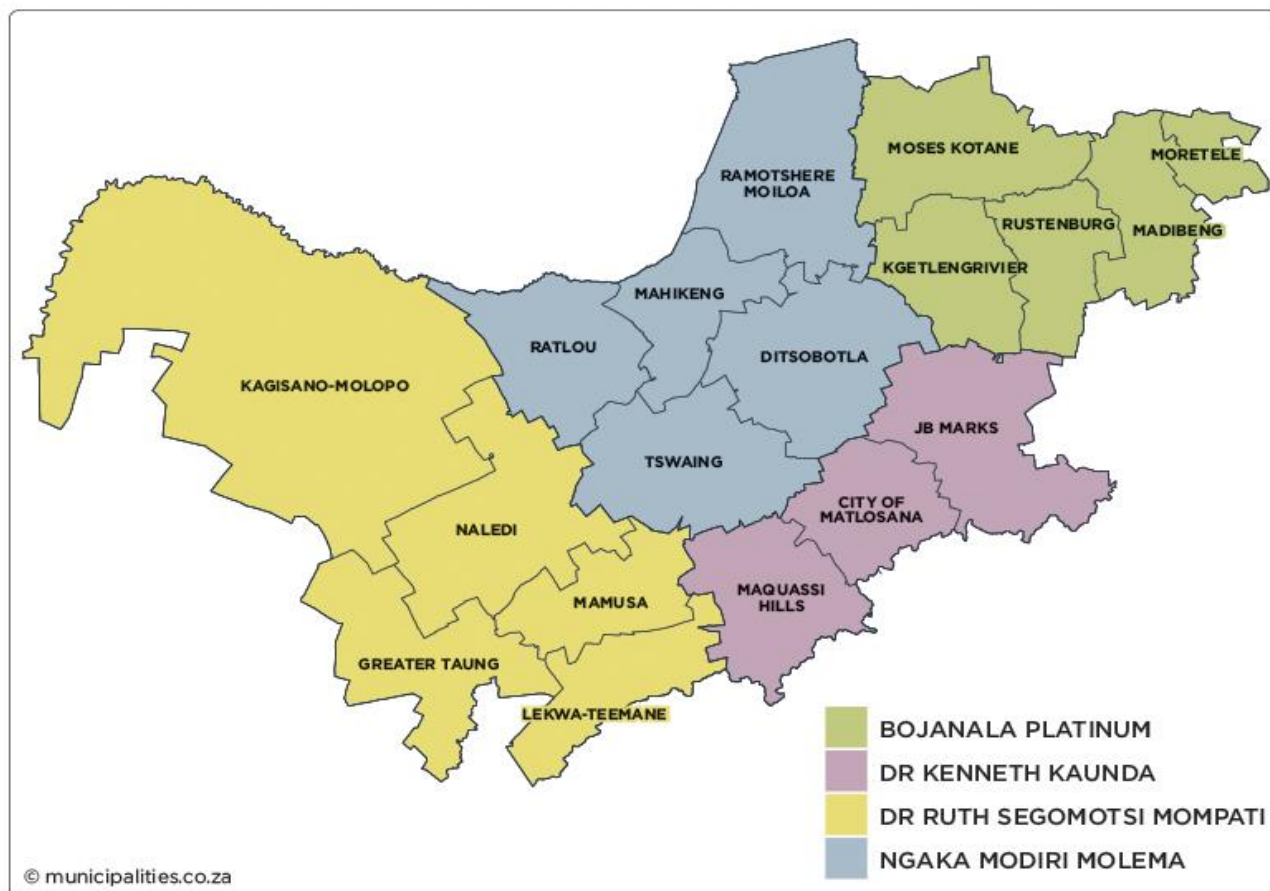 MOSES KOTANE
MORETELE
RAMOTSHERE
MOILOA
RUSTENBURG
MADIBENG
KGETLENGRIVIER
MAHIKENG
RATLOU
DITSOBOTLA
KAGISANO-MOLOPO
JB MARKS
TSWAING
CITY OF
MATLOSANA
NALEDI
MAQUASSI
HILLS
MAMUSA
GREATER TAUNG
LEKWA-TEEMANE
BOJANALA PLATINUM
DR KENNETH KAUNDA
DR RUTH SEGOMOTSI MOMPATI
NGAKA MODIRI MOLEMA
© municipalities.co.za